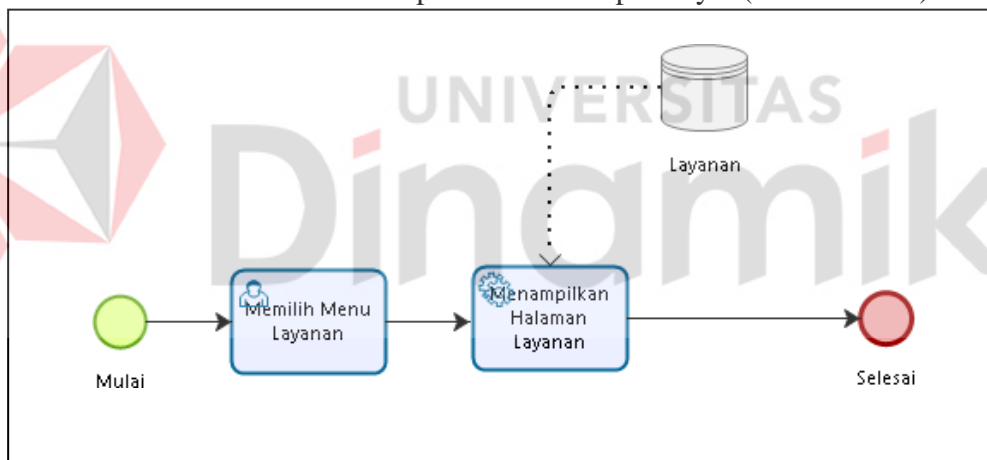 UNIVERSITAS
Dinamik
Layanan
Memilih Menu
Layanan
Menampilkan
Halaman
Layanan
Mulai
Selesai